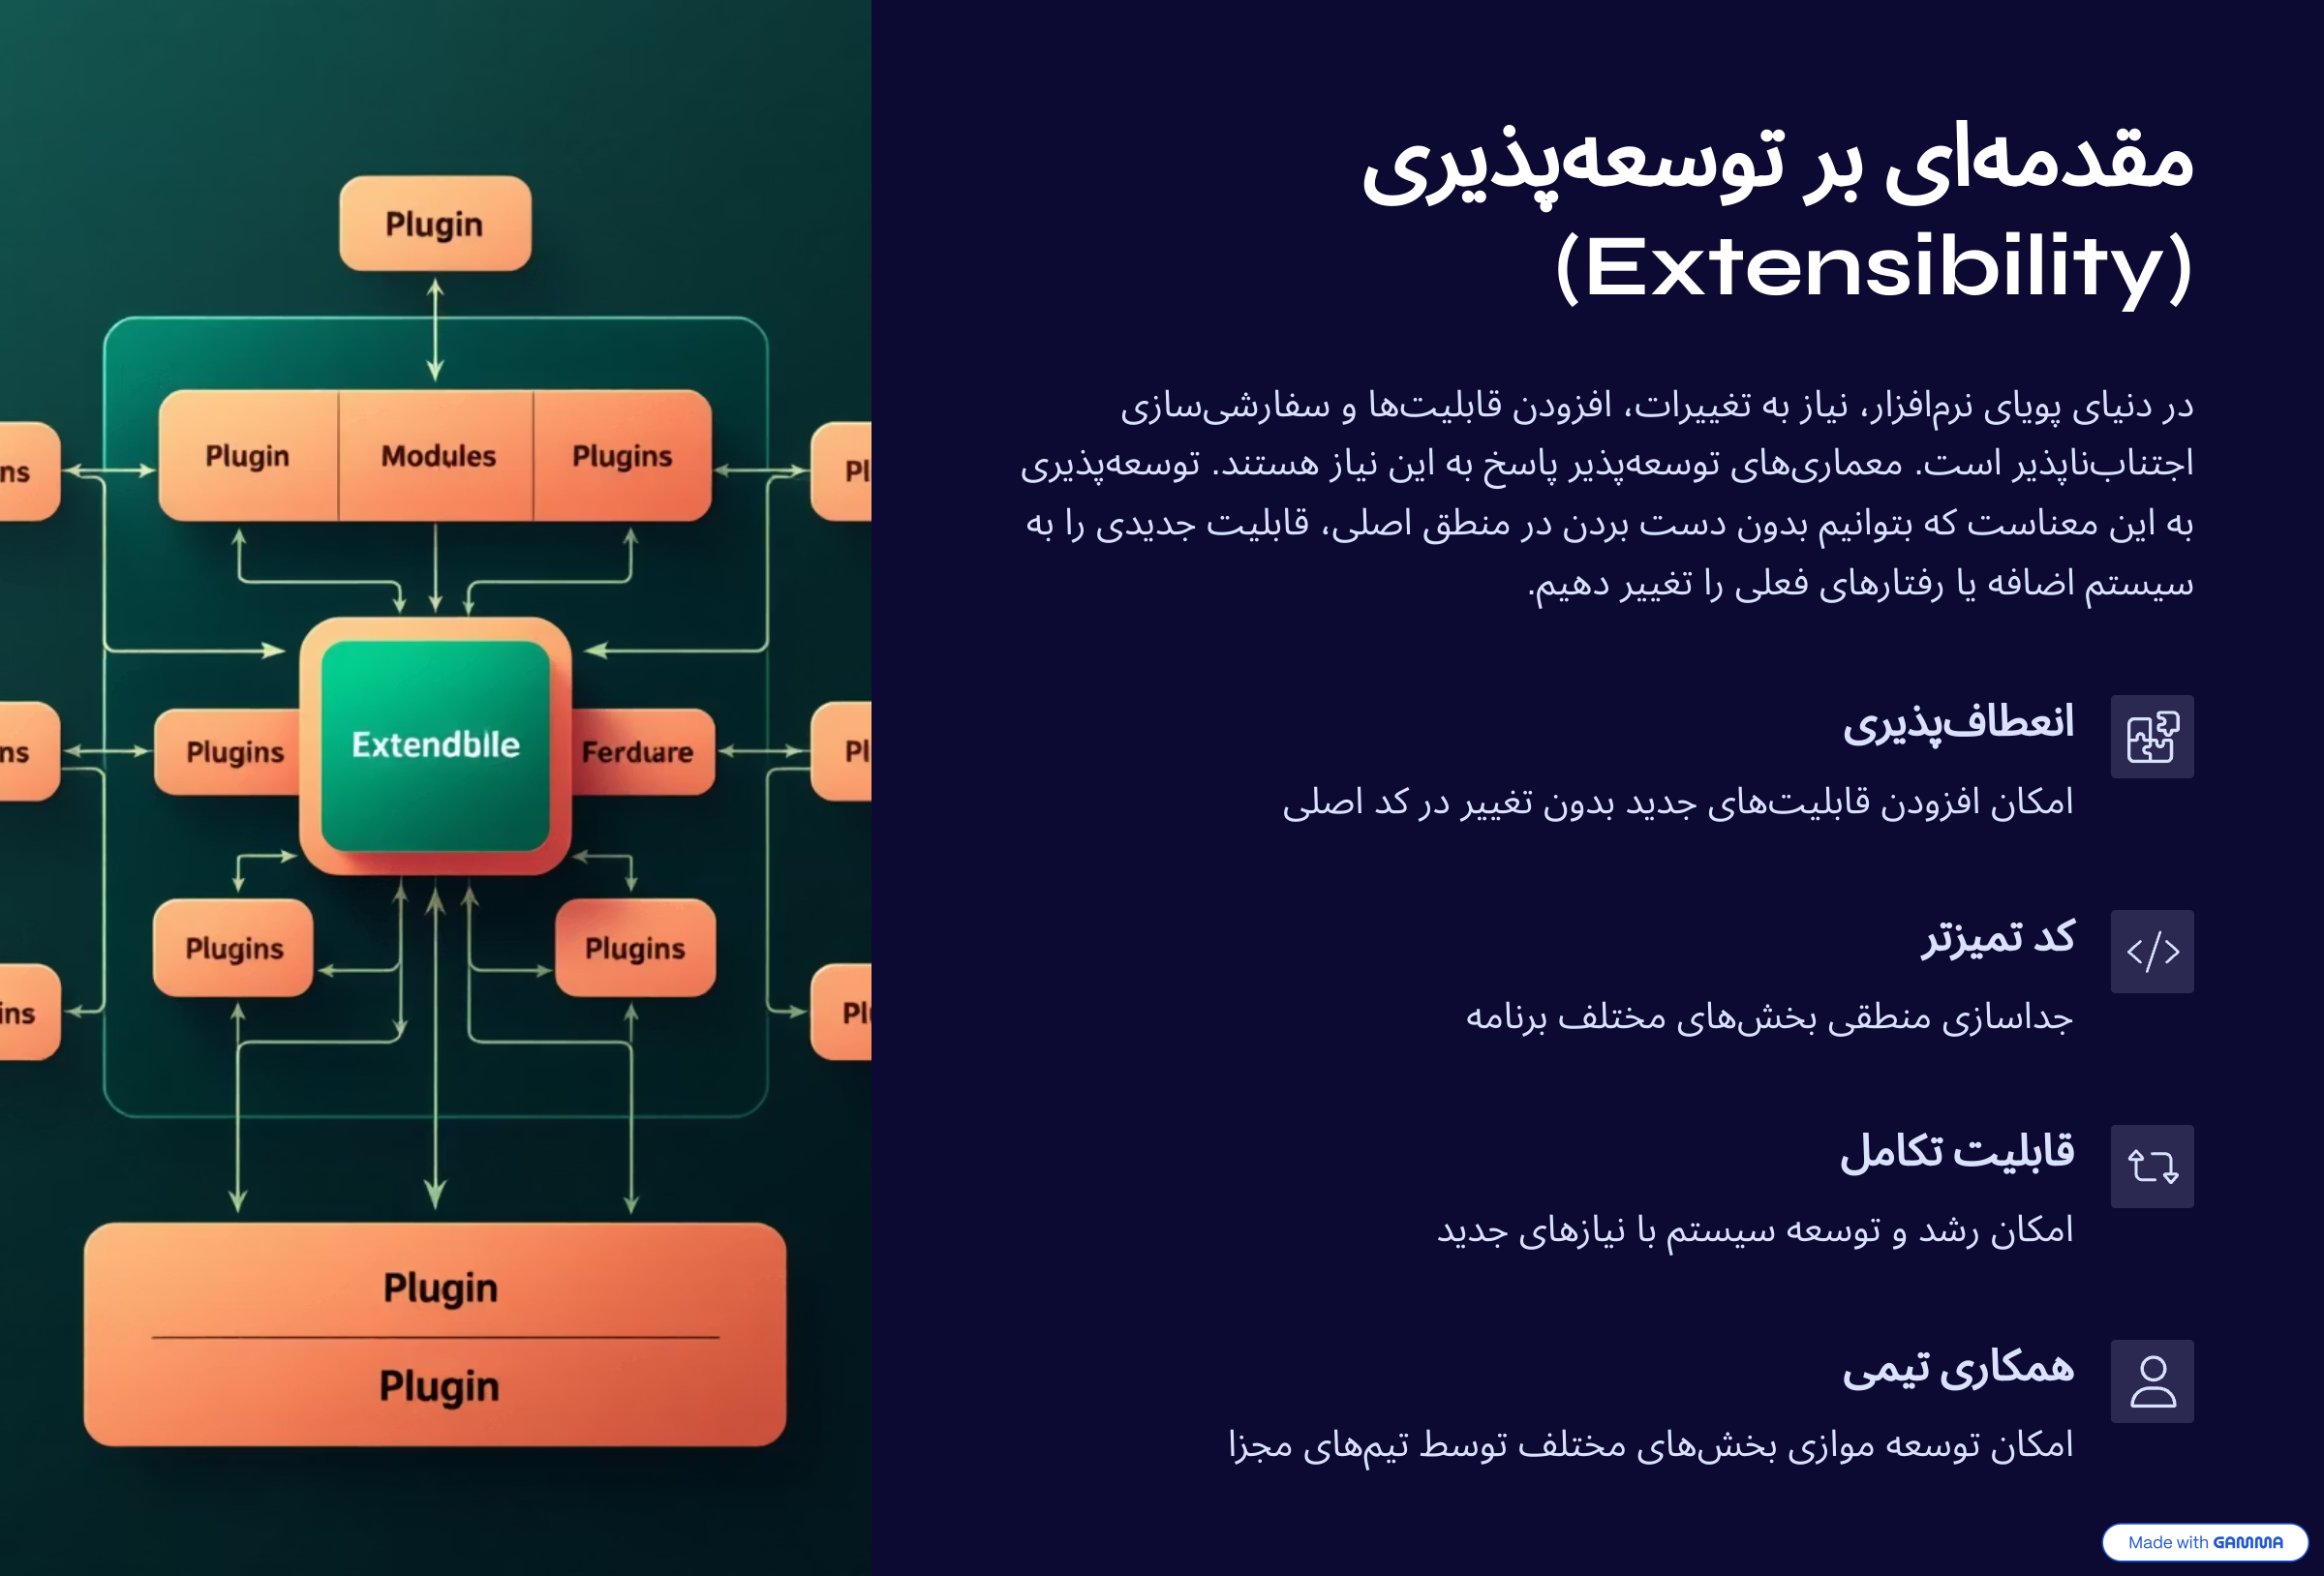 مقدمه‌ای بر توسعه‌پذیری
(Extensibility)
در دنیای پویای نرم‌افزار، نیاز به تغییرات، افزودن قابلیت‌ها و سفارشی‌سازی
اجتناب‌ناپذیر است. معماری‌های توسعه‌پذیر پاسخ به این نیاز هستند. توسعه‌پذیری
به این معناست که بتوانیم بدون دست بردن در منطق اصلی، قابلیت جدیدی را به
سیستم اضافه یا رفتارهای فعلی را تغییر دهیم.
انعطاف‌پذیری
امکان افزودن قابلیت‌های جدید بدون تغییر در کد اصلی
کد تمیزتر
جداسازی منطقی بخش‌های مختلف برنامه
قابلیت تکامل
امکان رشد و توسعه سیستم با نیازهای جدید
همکاری تیمی
امکان توسعه موازی بخش‌های مختلف توسط تیم‌های مجزا
Plugin
Plugin Modules Plugins
ns Pl
Extendbile
ns Plugins Ferduare Pl
Plugins Plugins
ins Plu
Plugin
Plugin
Made with GAMMA